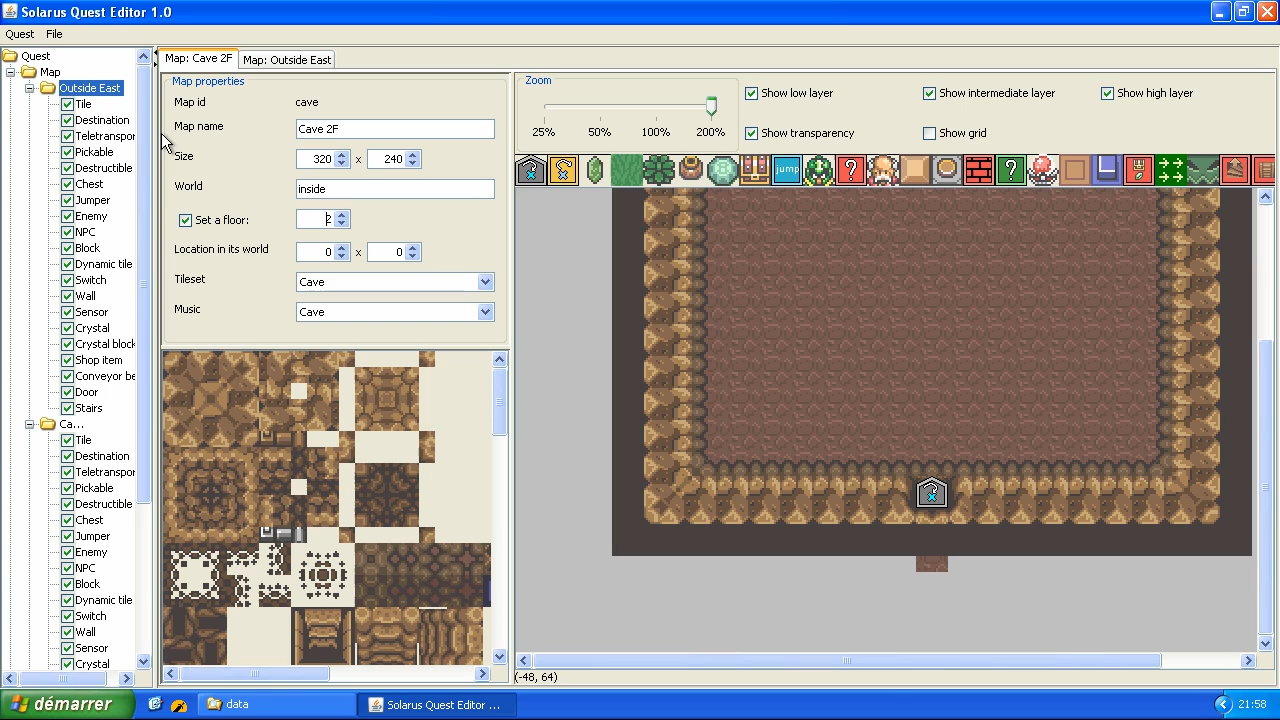 Solarus Quest Editor 1.0
Quest File
Quest
Map
Outside East
Tile
Destination
Teletranspor
Pickable
Destructible
Chest
Jumper
Enemy
NPC
Block
Dynamic tile
Switch
Wall
Sensor
Crystal
Crystal block
Shop item
Conveyor be
Door
Stairs
Ca...
Tile
Destination
Teletranspor
Pickable
Destructible
Chest
Jumper
Enemy
NPC
Block
Dynamic tile
Switch
Wall
Sensor
Crystal
Map: Cave 2F
Map: Outside East
Map properties
Map id cave
Map name Cave 2F
Size 320 x 240
World inside
Set a floor: 2
Location in its world 0 x 0
Tileset Cave
Music Cave
Zoom
25% 50% 100% 200%
Show low layer
Show intermediate layer
Show high layer
Show transparency
Show grid
jump
?
?
(-48, 64)
démarrer
data
Solarus Quest Editor ...
21:58